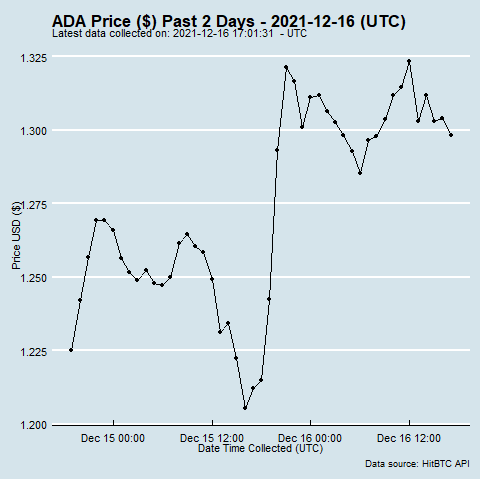 ADA Price ($) Past 2 Days - 2021-12-16 (UTC)
Latest data collected on: 2021-12-16 17:01:31  - UTC
1.325
1.300
1.275
1.250
1.225
1.200
Price USD ($)
Dec 15 00:00 Dec 15 12:00 Dec 16 00:00 Dec 16 12:00
Date Time Collected (UTC)
Data source: HitBTC API